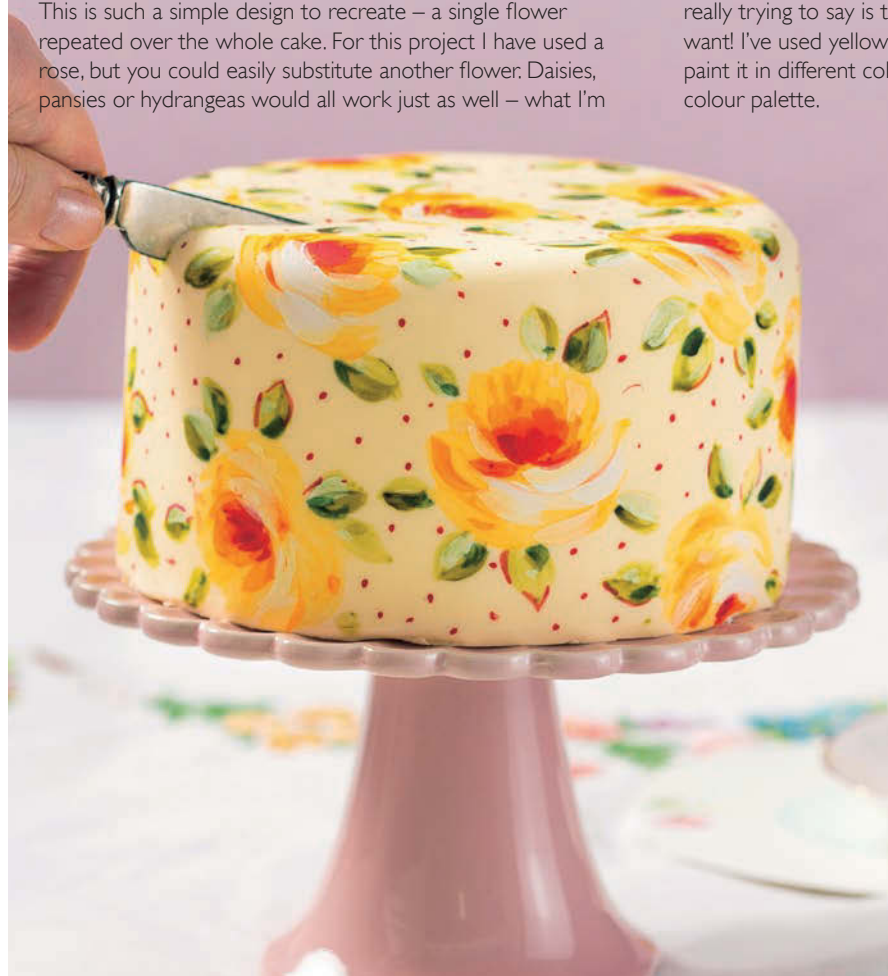 This is such a simple design to recreate – a single flower
repeated over the whole cake. For this project I have used a
rose, but you could easily substitute another flower. Daisies,
pansies or hydrangeas would all work just as well – what I'm
really trying to say is
want! I've used yellow
paint it in different
colour palette.